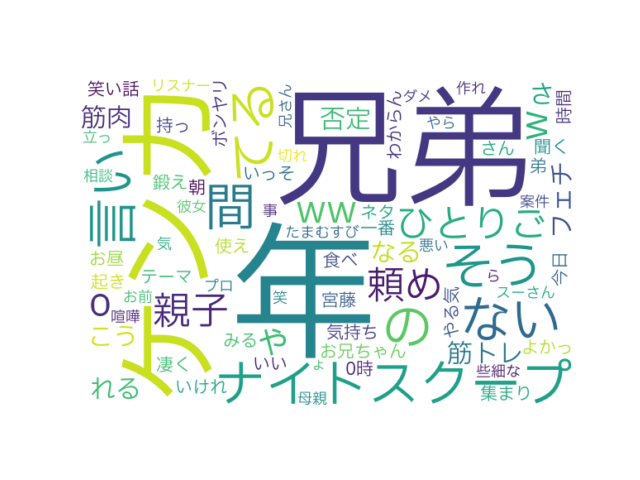 笑い話
リスナー
ダメ
作れ
筋肉
持っ
ボンヤリ
てる
兄さん
兄弟
否定
わからん
やら
さん
wさ
時間
聞く
立っ
ケンカ
切れ
弟
相談
鍛え
朝
いっそ
案件
フェチ
言い
彼女
間
事
ww
ネタ
一番
ひとりご
たまむすび
気
年
お昼
使え
食べ
なる
悪い
そう
今日
起き
テーマ
プロ
頼め
ら
スーさん
o
お前
親子
笑
宮藤
の
やる気
ない
喧嘩
こう
みる
や
気持ち
お兄ちゃん
筋トレ
よかっ
凄く
いい
ょ
0時
些細な
れる
いけれ
ナイトスクープ
母親
集まり